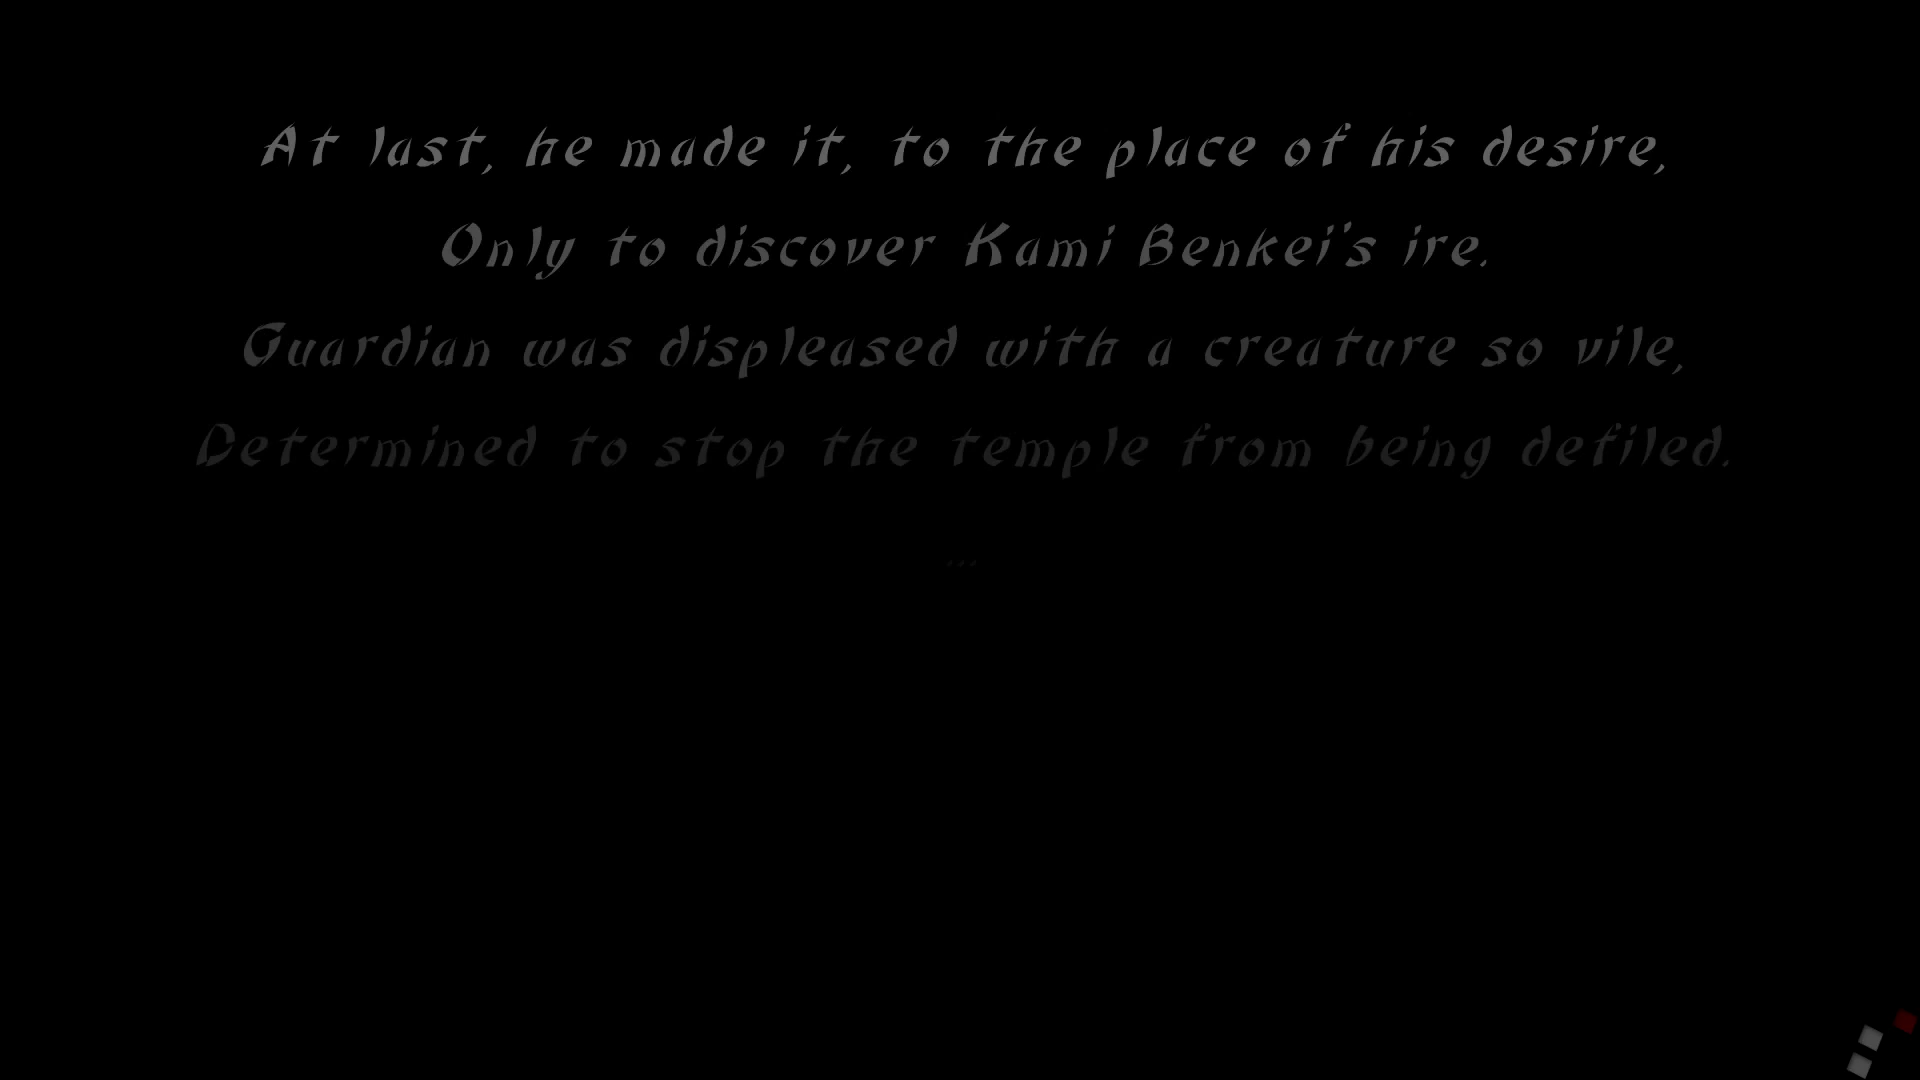 At last, he made it, to the place of his desire,
Only to discover Kami Benkei's ire.
Guardian was displeased with a creature so vile,
Determined to stop the temple from being defiled.
...